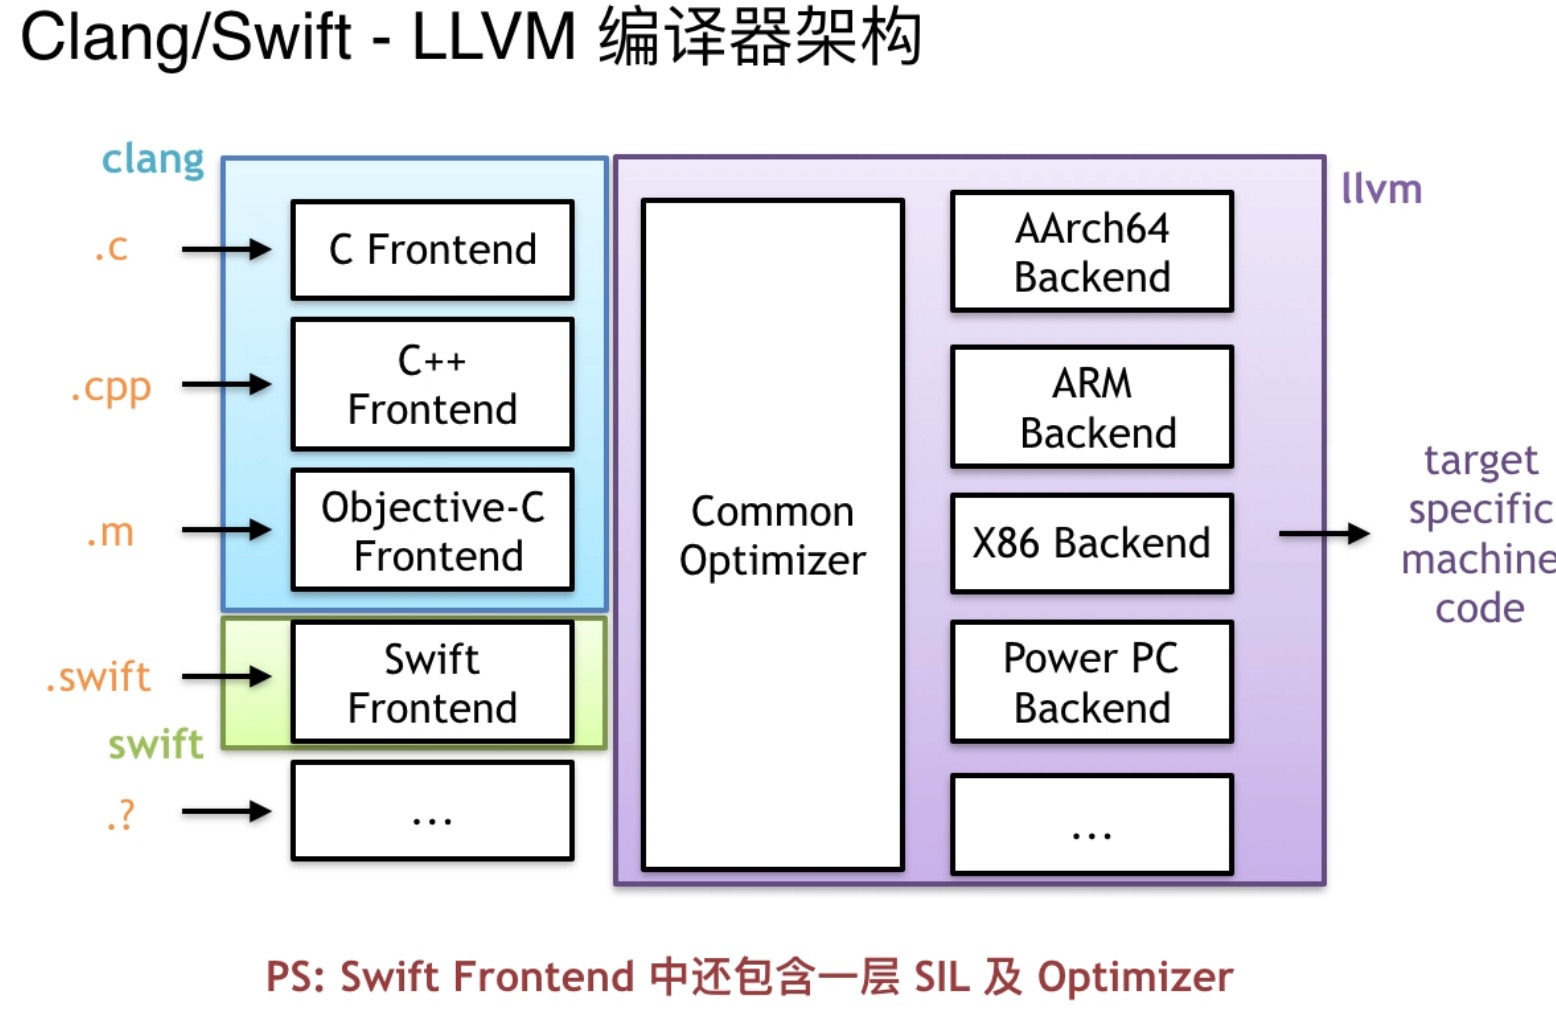 Clang/Swift - LLVM 编译器架构
clang
.c
C Frontend
.cpp
C++
Frontend
.m
Objective-C
Frontend
.swift
Swift
Frontend
swift
.?
...
Common
Optimizer
AArch64
Backend
ARM
Backend
X86 Backend
Power PC
Backend
...
llvm
target
specific
machine
code
PS: Swift Frontend 中还包含一层 SIL 及 Optimizer